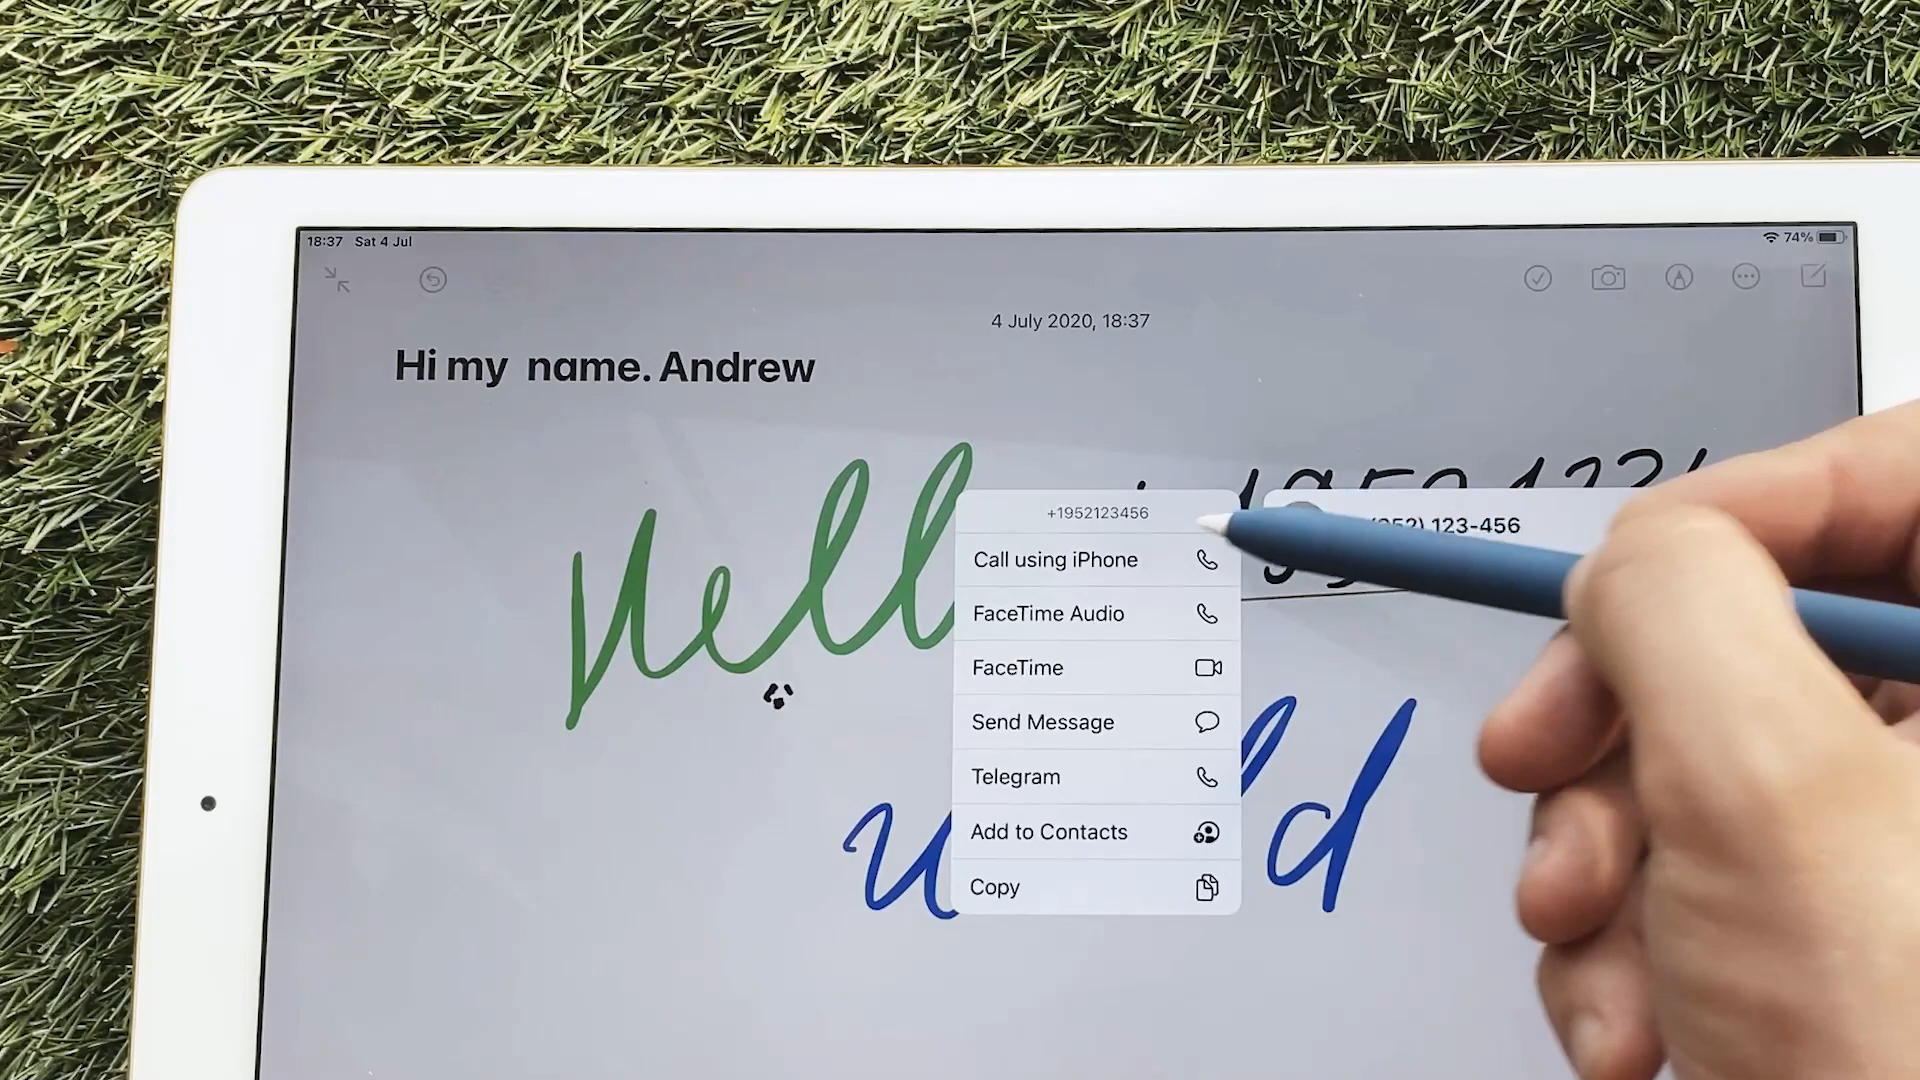 18:37 Sat 4 Jul
74%
4 July 2020, 18:37
Hi my name. Andrew
Hell
+1952123456
123-456
Call using iPhone
FaceTime Audio
FaceTime
Send Message
Telegram
Add to Contacts
Copy